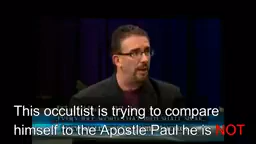 This occultist is trying to compare
himself to the Apostle Paul he is NOT